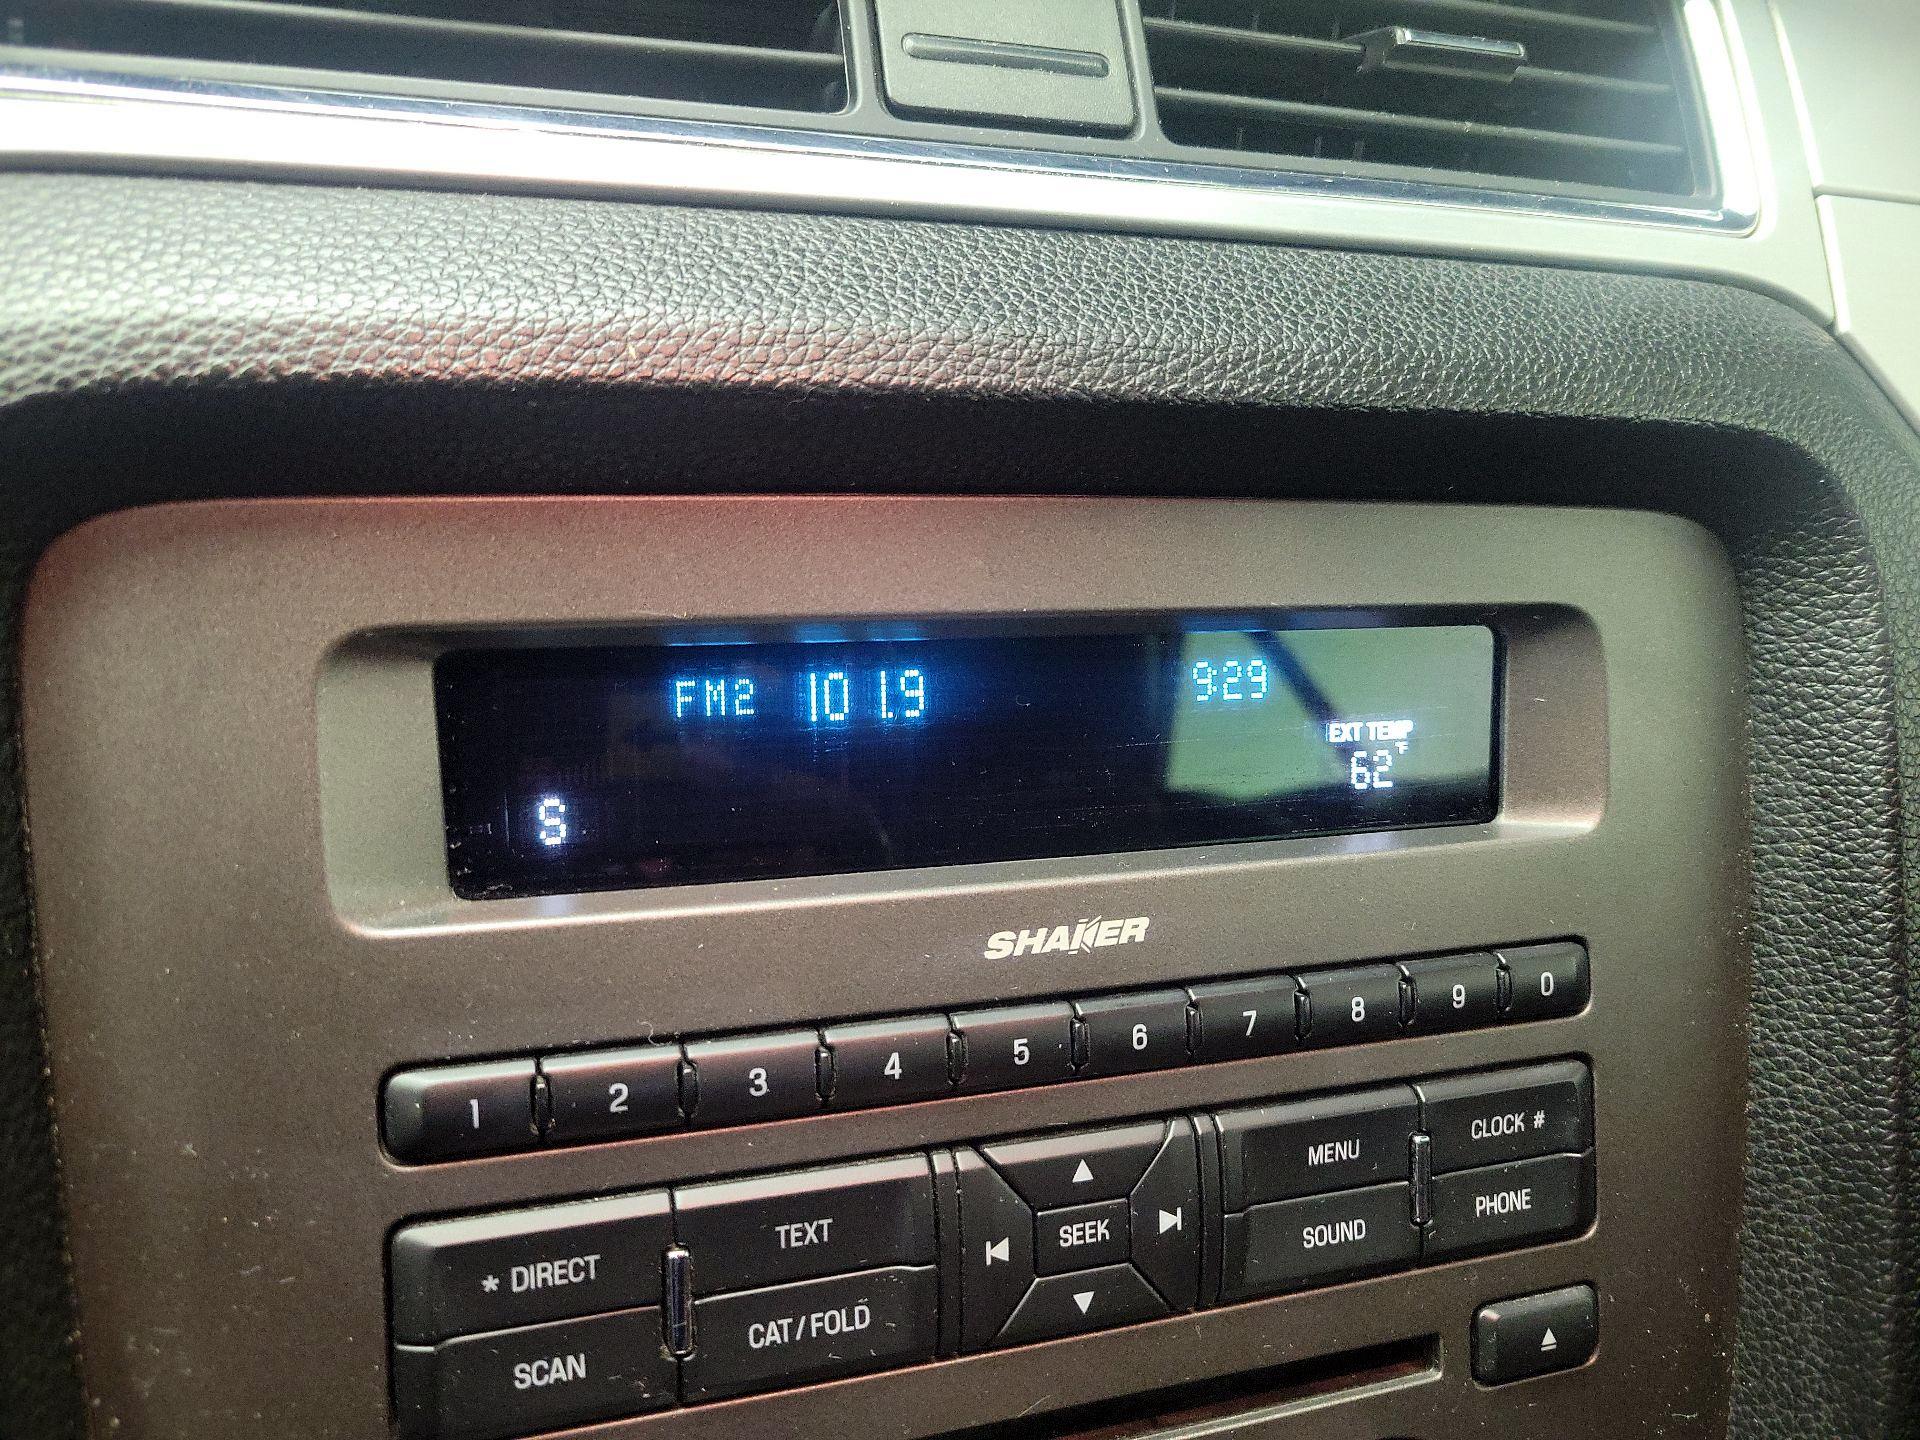 FM2 101.9 9:29
EXT TEMP
62°F
S
SHAKER
1 2 3 4 5 6 7 8 9 0
* DIRECT TEXT SEEK MENU CLOCK #
SCAN CAT/FOLD SOUND PHONE